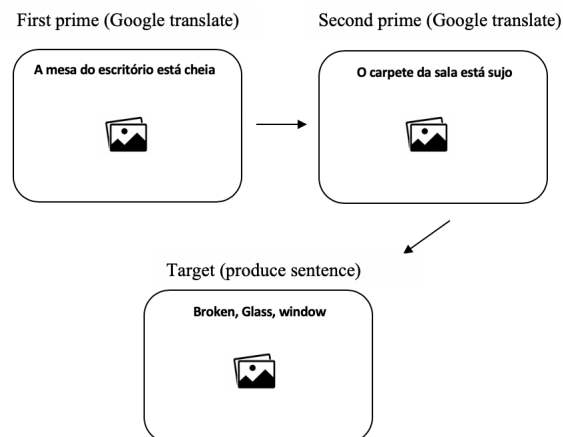 First prime (Google translate)
Second prime (Google translate)
A mesa do escritório está cheia
O carpete da sala está sujo
Target (produce sentence)
Broken, Glass, window